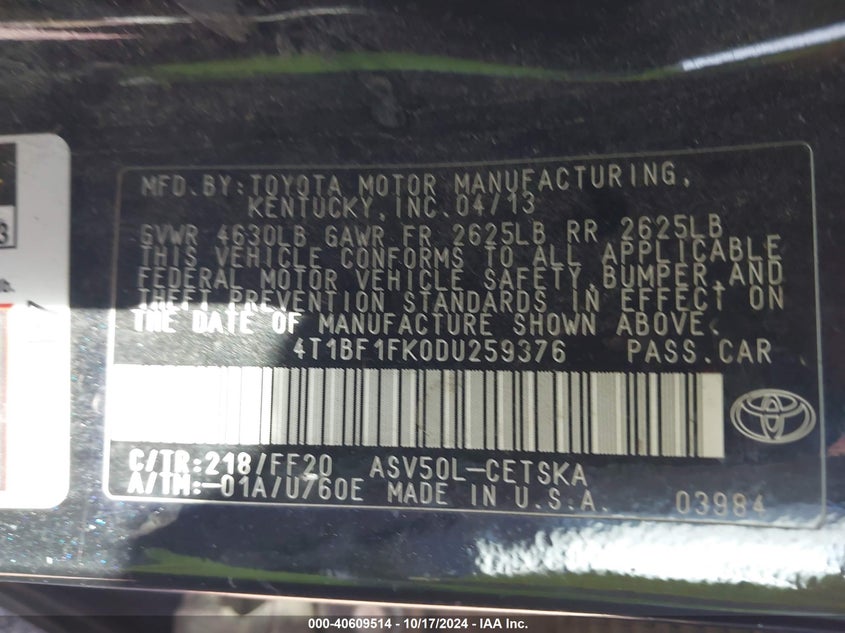 MFD.BY:TOYOTA MOTOR MANUFACTURING,
KENTUCKY,INC.04/13
GVWR 4630LB GAWR FR 2625LB RR 2625LB
THIS VEHICLE CONFORMS TO ALL APPLICABLE
FEDERAL MOTOR VEHICLE SAFETY,BUMPER,AND
THEFT PREVENTION STANDARDS IN EFFECT ON
THE DATE OF MANUFACTURE SHOWN ABOVE.
4T1BF1FK0DU259376 PASS.CAR
C/TR:218/FF20 ASV50L-CETSKA
A/TM:-01A/U760E MADE IN U.S.A. 03984
000-40609514 - 10/17/2024 - IAA Inc.